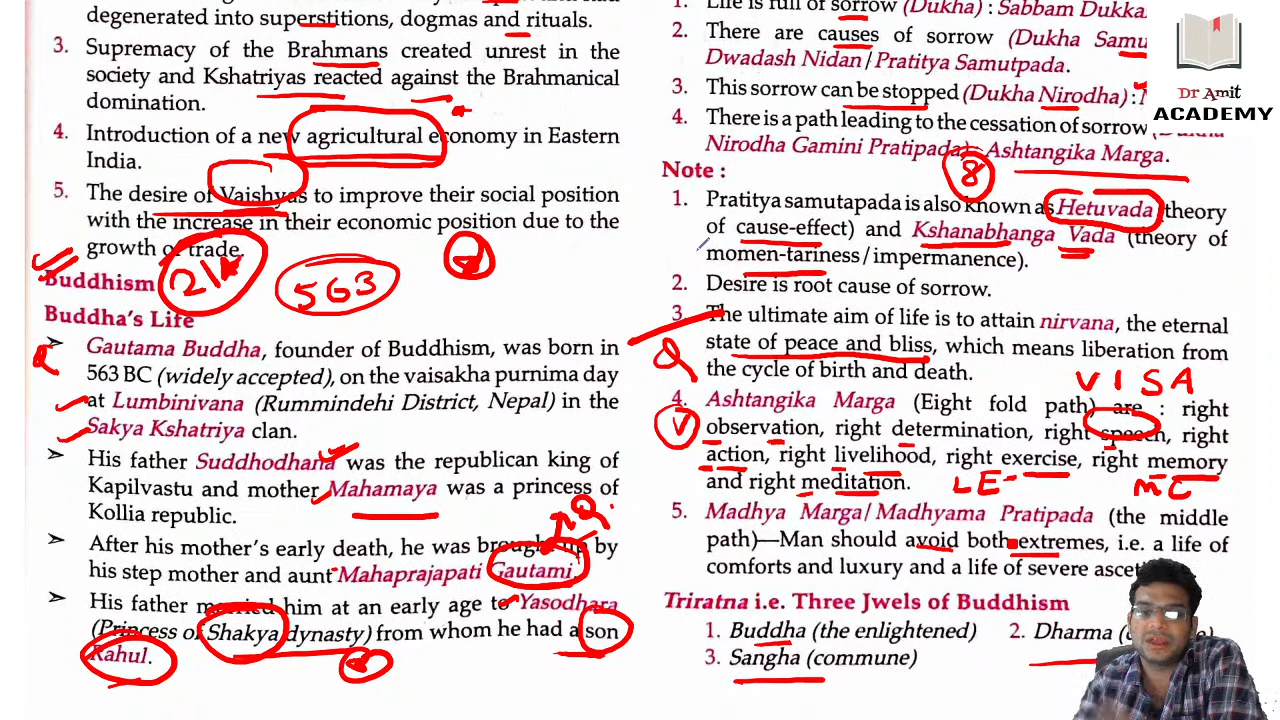 degenerated into superstitions, dogmas and rituals.
3. Supremacy of the Brahmans created unrest in the
society and Kshatriyas reacted against the Brahmanical
domination.
4. Introduction of a new agricultural economy in Eastern
India.
5. The desire of Vaishyas to improve their social position
with the increase in their economic position due to the
growth of trade.
Buddhism
563
Buddha's Life
➤ Gautama Buddha, founder of Buddhism, was born in
563 BC (widely accepted), on the vaisakha purnima day
at Lumbinivana (Rummindehi District, Nepal) in the
Sakya Kshatriya clan.
➤ His father Suddhodhana was the republican king of
Kapilvastu and mother Mahamaya was a princess of
Kollia republic.
➤ After his mother's early death, he was brought up by
his step mother and aunt Mahaprajapati Gautami.
➤ His father married him at an early age to Yasodhara
(Princess of Shakya dynasty) from whom he had a son
Rahul.
1. Life is full of sorrow (Dukha) : Sabbam Dukka
2. There are causes of sorrow (Dukha Samu
Dwadash Nidan/Pratitya Samutpada.
3. This sorrow can be stopped (Dukha Nirodha) :
4. There is a path leading to the cessation of sorrow
Nirodha Gamini Pratipada) : Ashtangika Marga.
8
Note :
1. Pratitya samutapada is also known as Hetuvada (theory
of cause-effect) and Kshanabhanga Vada (theory of
momen-tariness/impermanence).
2. Desire is root cause of sorrow.
3. The ultimate aim of life is to attain nirvana, the eternal
state of peace and bliss, which means liberation from
the cycle of birth and death.
V I S A
4. Ashtangika Marga (Eight fold path) are : right
V
observation, right determination, right speech, right
action, right livelihood, right exercise, right memory
and right meditation.
L E
5. Madhya Marga/Madhyama Pratipada (the middle
path)—Man should avoid both extremes, i.e. a life of
comforts and luxury and a life of severe
Triratna i.e. Three Jwels of Buddhism
1. Buddha (the enlightened) 2. Dharma
3. Sangha (commune)
Dr Amit
ACADEMY